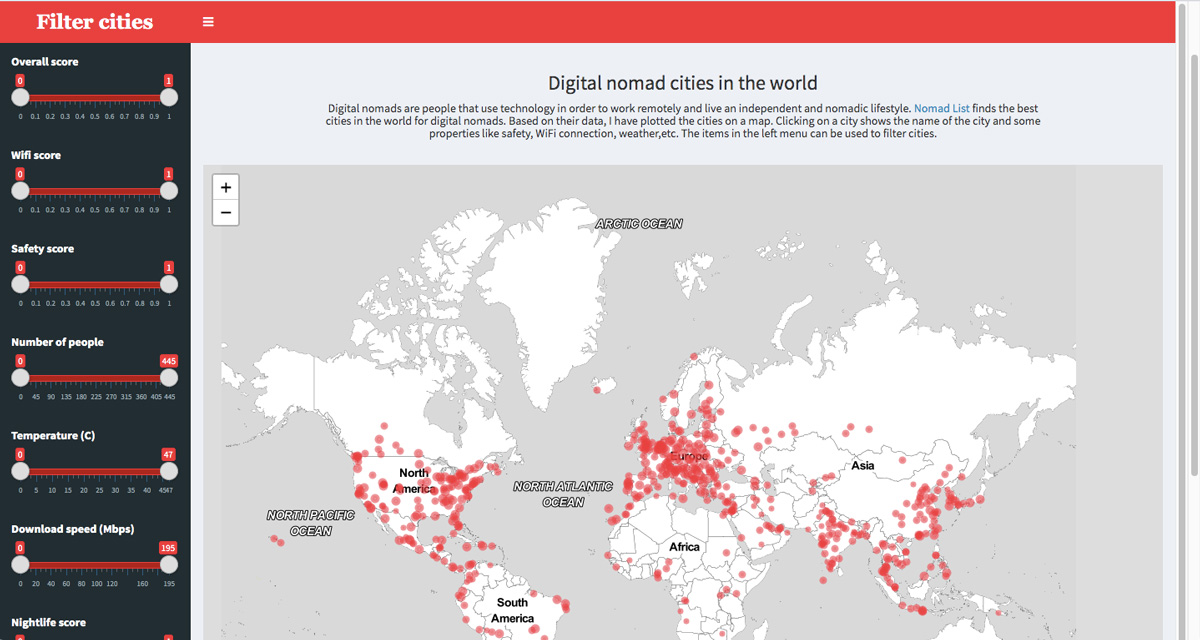 Filter cities
Overall score
0 1
0 0.1 0.2 0.3 0.4 0.5 0.6 0.7 0.8 0.9 1
Wifi score
0 1
0 0.1 0.2 0.3 0.4 0.5 0.6 0.7 0.8 0.9 1
Safety score
0 1
0 0.1 0.2 0.3 0.4 0.5 0.6 0.7 0.8 0.9 1
Number of people
0 445
0 45 90 135 180 225 270 315 360 405 445
Temperature (C)
0 47
0 5 10 15 20 25 30 35 40 4547
Download speed (Mbps)
0 195
0 20 40 60 80 100 120 160 195
Nightlife score
Digital nomad cities in the world
Digital nomads are people that use technology in order to work remotely and live an independent and nomadic lifestyle. Nomad List finds the best
cities in the world for digital nomads. Based on their data, I have plotted the cities on a map. Clicking on a city shows the name of the city and some
properties like safety, WiFi connection, weather,etc. The items in the left menu can be used to filter cities.
+
−
ARCTIC OCEAN
Europe
Asia
North
America
NORTH ATLANTIC
OCEAN
NORTH PACIFIC
OCEAN
Africa
South
America